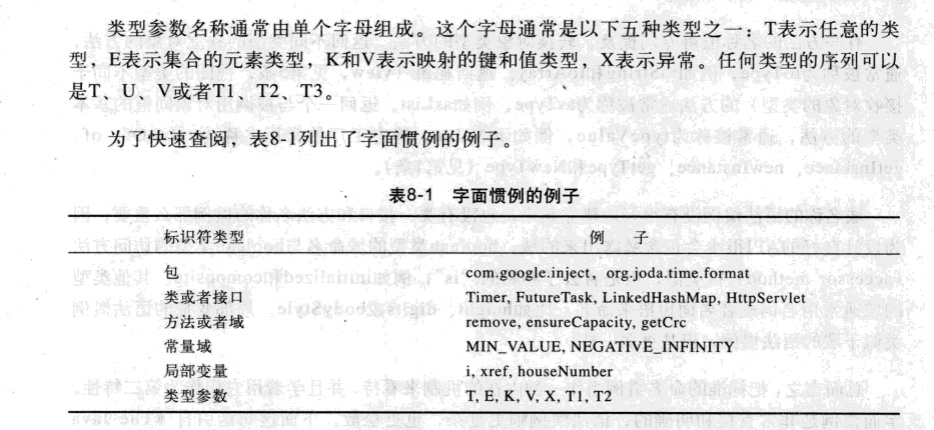 类型参数名称通常由单个字母组成。这个字母通常是以下五种类型之一：T表示任意的类
型，E表示集合的元素类型，K和V表示映射的键和值类型，X表示异常。任何类型的序列可以
是T、U、V或者T1、T2、T3。
为了快速查阅，表8-1列出了字面惯例的例子。
表8-1 字面惯例的例子
标识符类型 例 子
包 com.google.inject, org.joda.time.format
类或者接口 Timer, FutureTask, LinkedHashMap, HttpServlet
方法或者域 remove, ensureCapacity, getCrc
常量域 MIN_VALUE, NEGATIVE_INFINITY
局部变量 i, xref, houseNumber
类型参数 T, E, K, V, X, T1, T2